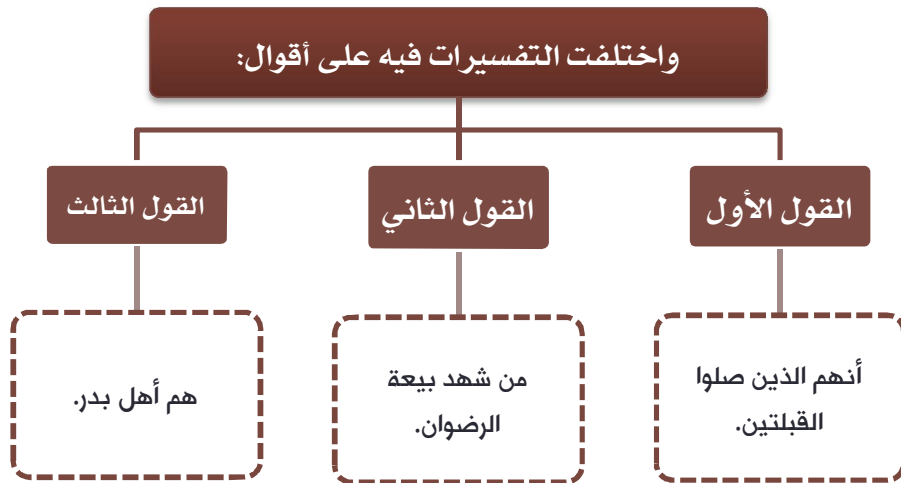 واختلفت التفسيرات فيه على أقوال:
القول الأول
القول الثاني
القول الثالث
أنهم الذين صلوا
القبلتين.
من شهد بيعة
الرضوان.
هم أهل بدر.